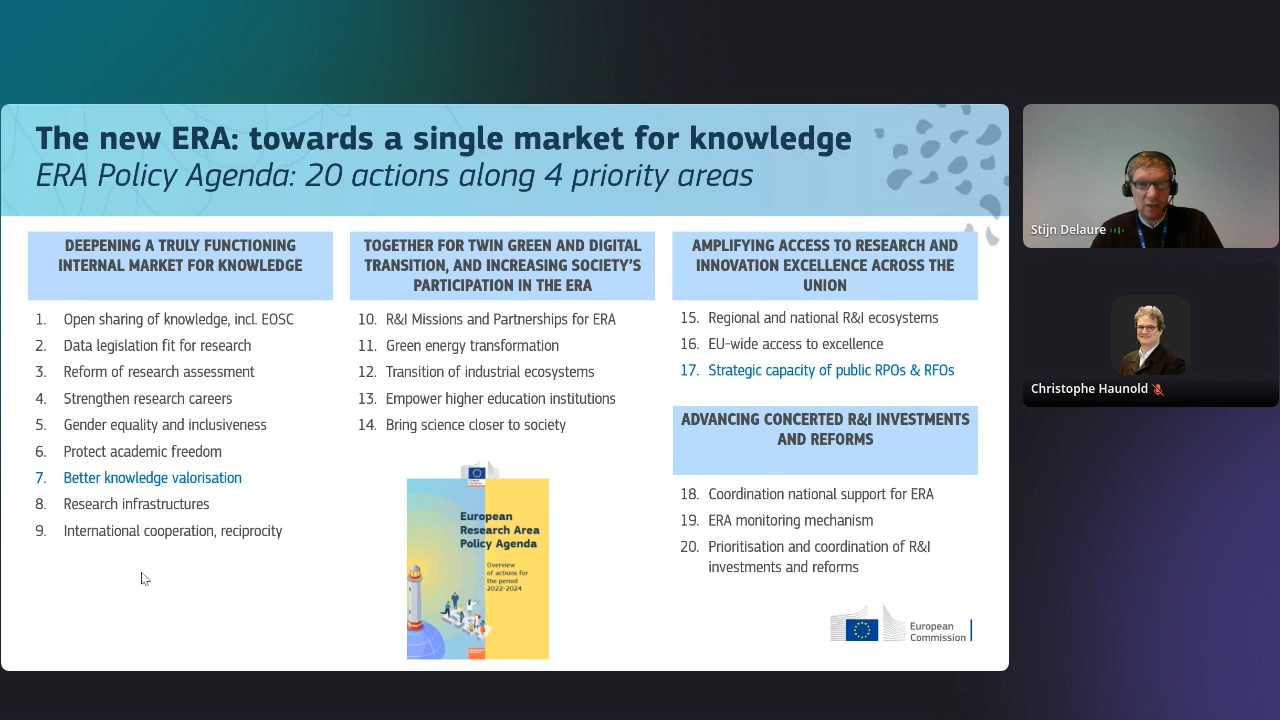 The new ERA: towards a single market for knowledge
ERA Policy Agenda: 20 actions along 4 priority areas
DEEPENING A TRULY FUNCTIONING
INTERNAL MARKET FOR KNOWLEDGE
1. Open sharing of knowledge, incl. EOSC
2. Data legislation fit for research
3. Reform of research assessment
4. Strengthen research careers
5. Gender equality and inclusiveness
6. Protect academic freedom
7. Better knowledge valorisation
8. Research infrastructures
9. International cooperation, reciprocity
TOGETHER FOR TWIN GREEN AND DIGITAL
TRANSITION, AND INCREASING SOCIETY'S
PARTICIPATION IN THE ERA
10. R&I Missions and Partnerships for ERA
11. Green energy transformation
12. Transition of industrial ecosystems
13. Empower higher education institutions
14. Bring science closer to society
European
Research Area
Policy Agenda
Overview
of actions for
the period
2022-2024
AMPLIFYING ACCESS TO RESEARCH AND
INNOVATION EXCELLENCE ACROSS THE
UNION
15. Regional and national R&I ecosystems
16. EU-wide access to excellence
17. Strategic capacity of public RPOs & RFOs
ADVANCING CONCERTED R&I INVESTMENTS
AND REFORMS
18. Coordination national support for ERA
19. ERA monitoring mechanism
20. Prioritisation and coordination of R&I
investments and reforms
European
Commission
Stijn Delaure
Christophe Haunold